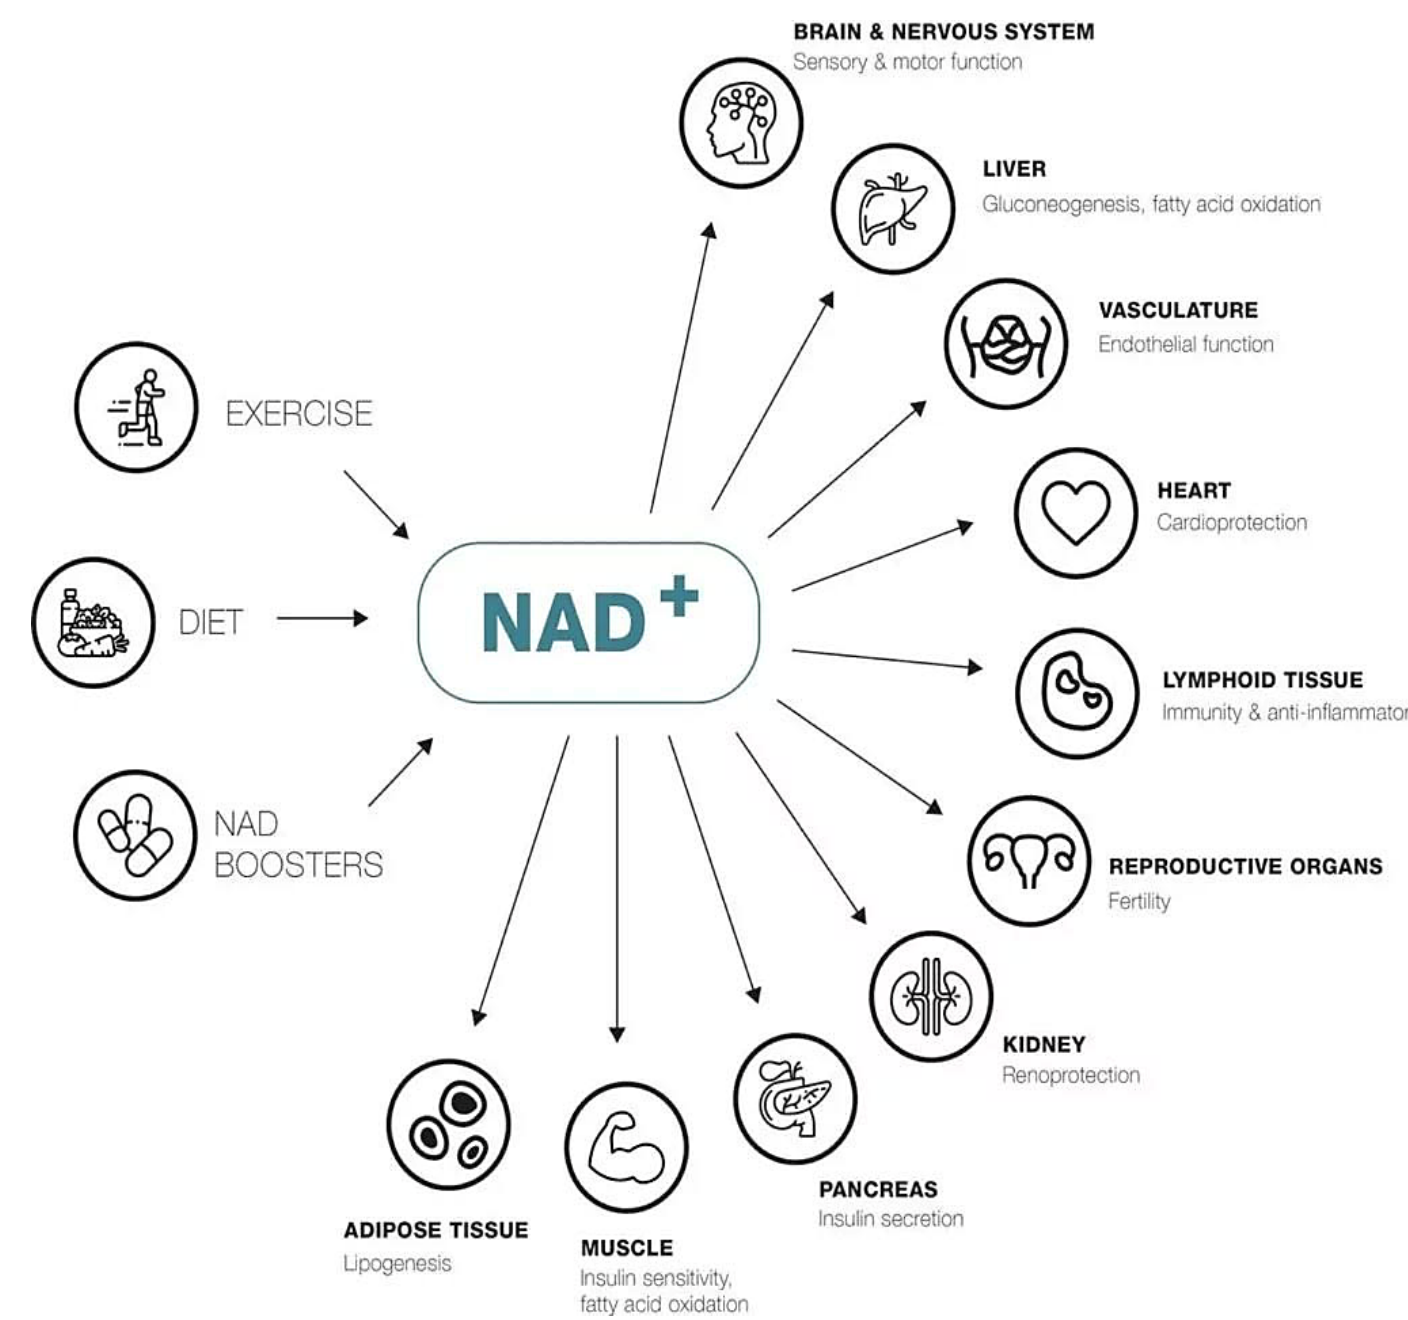 BRAIN & NERVOUS SYSTEM
Sensory & motor function
LIVER
Gluconeogenesis, fatty acid oxidation
VASCULATURE
Endothelial function
EXERCISE
HEART
Cardioprotection
DIET
NAD+
LYMPHOID TISSUE
Immunity & anti-inflammator
NAD
BOOSTERS
REPRODUCTIVE ORGANS
Fertility
KIDNEY
Renoprotection
PANCREAS
Insulin secretion
ADIPOSE TISSUE
Lipogenesis
MUSCLE
Insulin sensitivity,
fatty acid oxidation